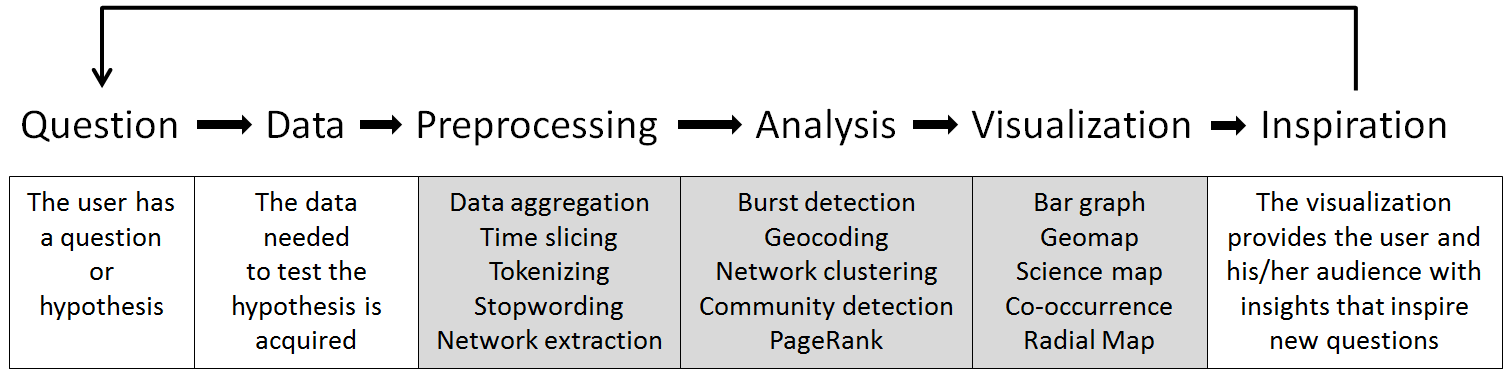 Question Data Preprocessing Analysis Visualization Inspiration
The user has
a question
or
hypothesis
The data
needed
to test the
hypothesis is
acquired
Data aggregation
Time slicing
Tokenizing
Stopwording
Network extraction
Burst detection
Geocoding
Network clustering
Community detection
PageRank
Bar graph
Geomap
Science map
Co-occurrence
Radial Map
The visualization
provides the user and
his/her audience with
insights that inspire
new questions